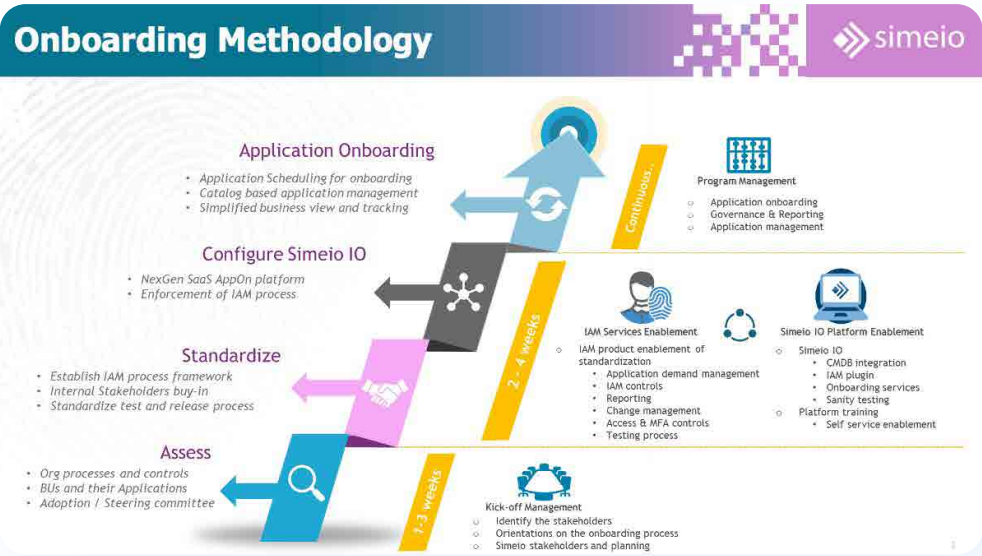 Onboarding Methodology
simeio
Application Onboarding
• Application Scheduling for onboarding
• Catalog based application management
• Simplified business view and tracking
Continuous..
Program Management
o Application onboarding
o Governance & Reporting
o Application management
Configure Simeio IO
• NexGen SaaS AppOn platform
• Enforcement of IAM process
Standardize
• Establish IAM process framework
• Internal Stakeholders buy-in
• Standardize test and release process
2 - 4 weeks
IAM Services Enablement
o IAM product enablement of
standardization
• Application demand management
• IAM controls
• Reporting
• Change management
• Access & MFA controls
• Testing process
Simeio IO Platform Enablement
o Simeio IO
• CMDB integration
• IAM plugin
• Onboarding services
• Sanity testing
o Platform training
• Self service enablement
Assess
• Org processes and controls
• BUs and their Applications
• Adoption / Steering committee
1-3 weeks
Kick-off Management
o Identify the stakeholders
o Orientations on the onboarding process
o Simeio stakeholders and planning